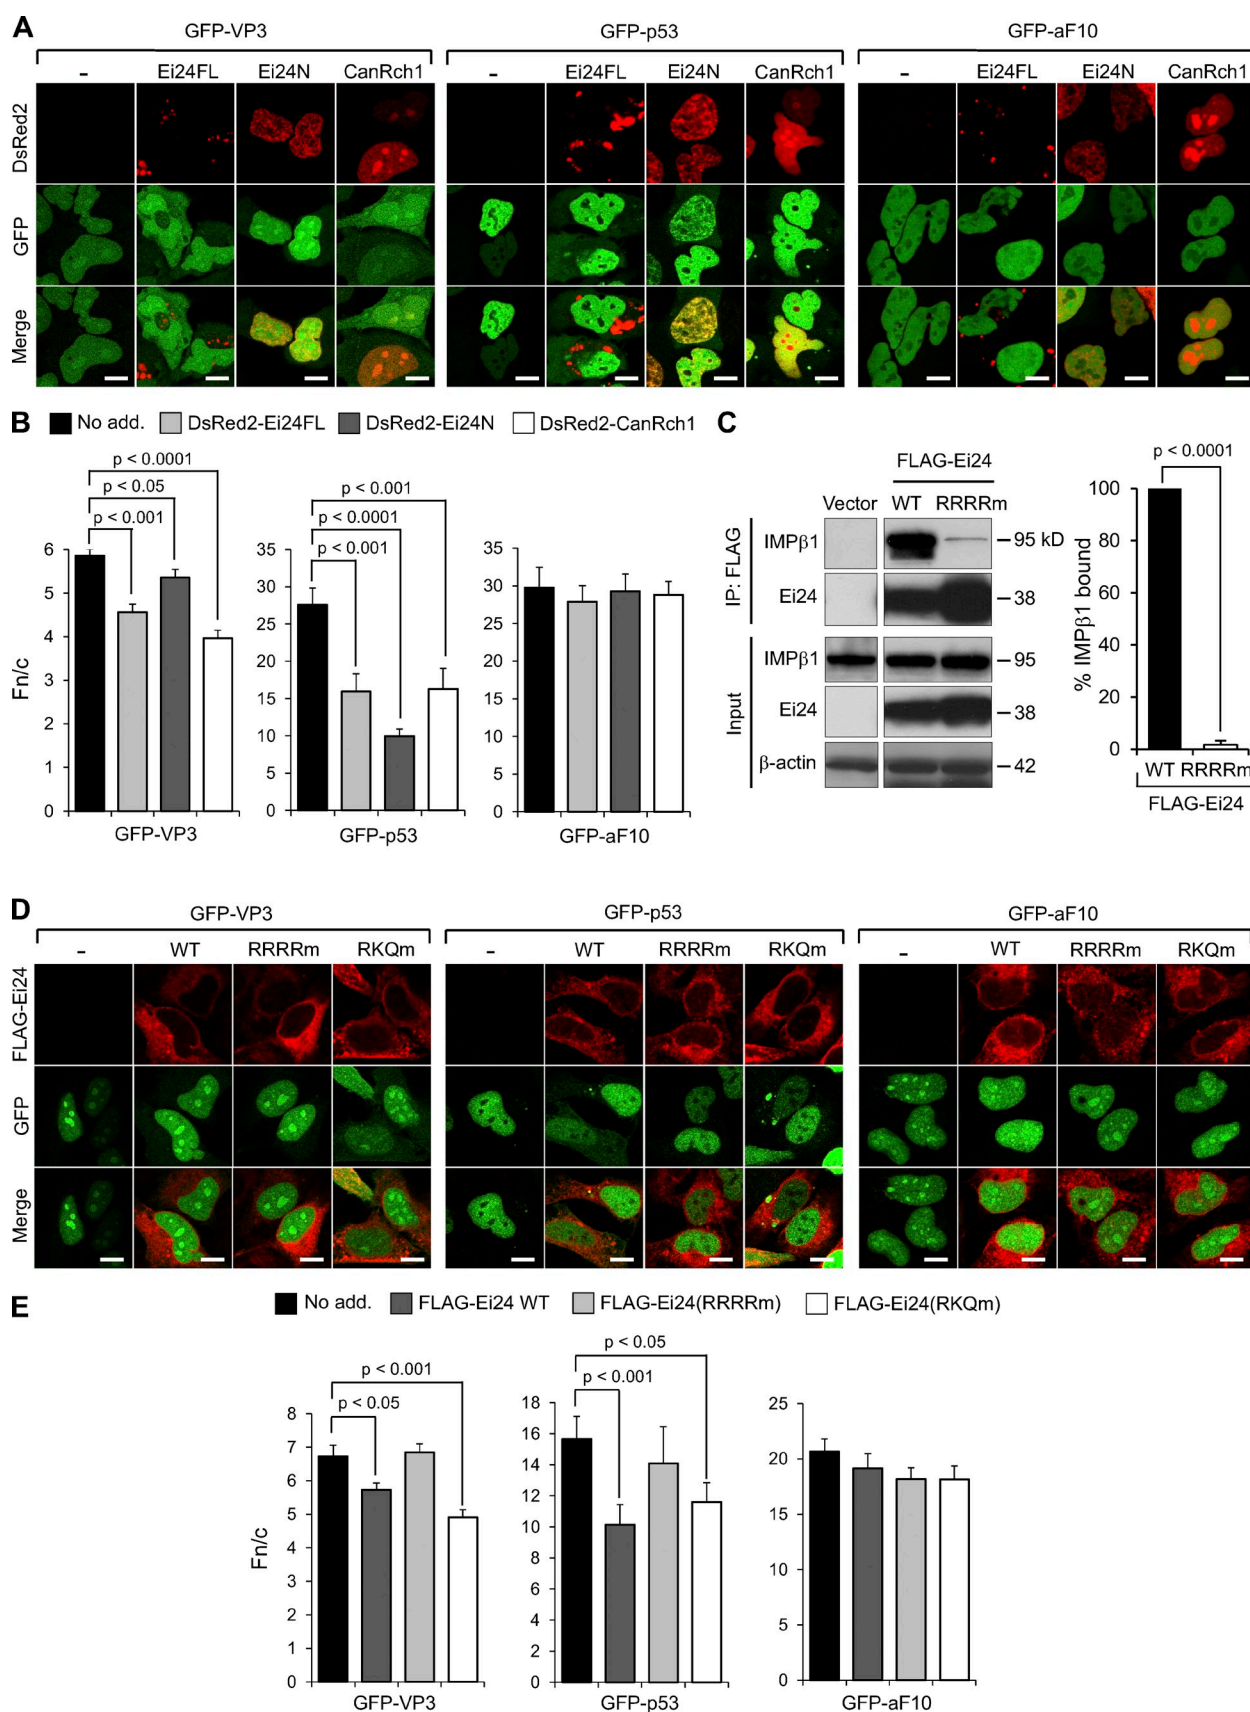 A
GFP-VP3 GFP-p53 GFP-aF10
– Ei24FL Ei24N CanRch1 – Ei24FL Ei24N CanRch1 – Ei24FL Ei24N CanRch1
DsRed2
GFP
Merge
B
No add. DsRed2-Ei24FL DsRed2-Ei24N DsRed2-CanRch1
Fn/c
p < 0.0001
p < 0.05
p < 0.001
6
5
4
4
3
2
1
0
GFP-VP3
p < 0.001
p < 0.0001
p < 0.001
35
30
25
20
15
10
5
0
GFP-p53
35
30
25
20
15
10
5
0
GFP-aF10
C
FLAG-Ei24
Vector WT RRRRm
IP: FLAG
IMPβ1 95 kD
Ei24 38
Input
IMPβ1 95
Ei24 38
β-actin 42
p < 0.0001
% IMPβ1 bound
100
80
60
40
20
0
WT RRRRm
FLAG-Ei24
D
GFP-VP3 GFP-p53 GFP-aF10
– WT RRRRm RKQm – WT RRRRm RKQm – WT RRRRm RKQm
FLAG-Ei24
GFP
Merge
E
No add. FLAG-Ei24 WT FLAG-Ei24(RRRRm) FLAG-Ei24(RKQm)
Fn/c
p < 0.001
p < 0.05
8
7
6
5
4
3
2
1
0
GFP-VP3
p < 0.05
p < 0.001
18
16
14
12
10
8
6
4
2
0
GFP-p53
25
20
15
10
5
0
GFP-aF10